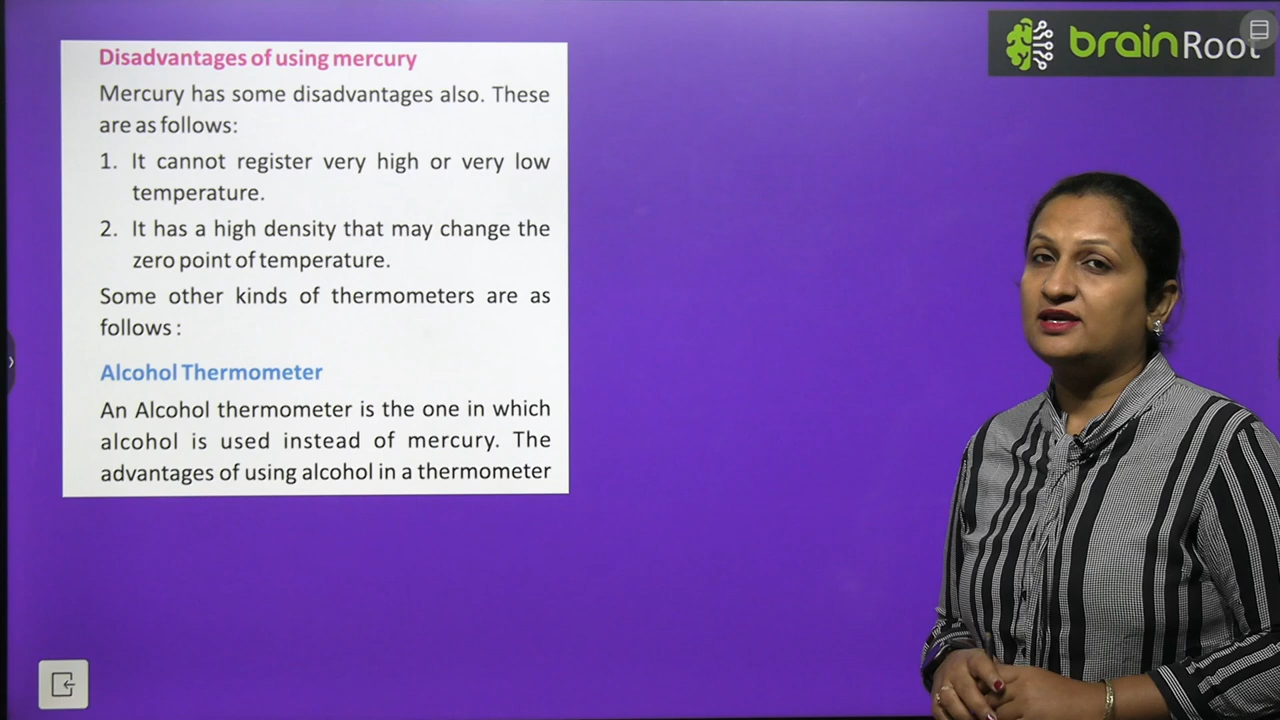 Disadvantages of using mercury
Mercury has some disadvantages also. These
are as follows:
1. It cannot register very high or very low
temperature.
2. It has a high density that may change the
zero point of temperature.
Some other kinds of thermometers are as
follows :
Alcohol Thermometer
An Alcohol thermometer is the one in which
alcohol is used instead of mercury. The
advantages of using alcohol in a thermometer
brainRoot